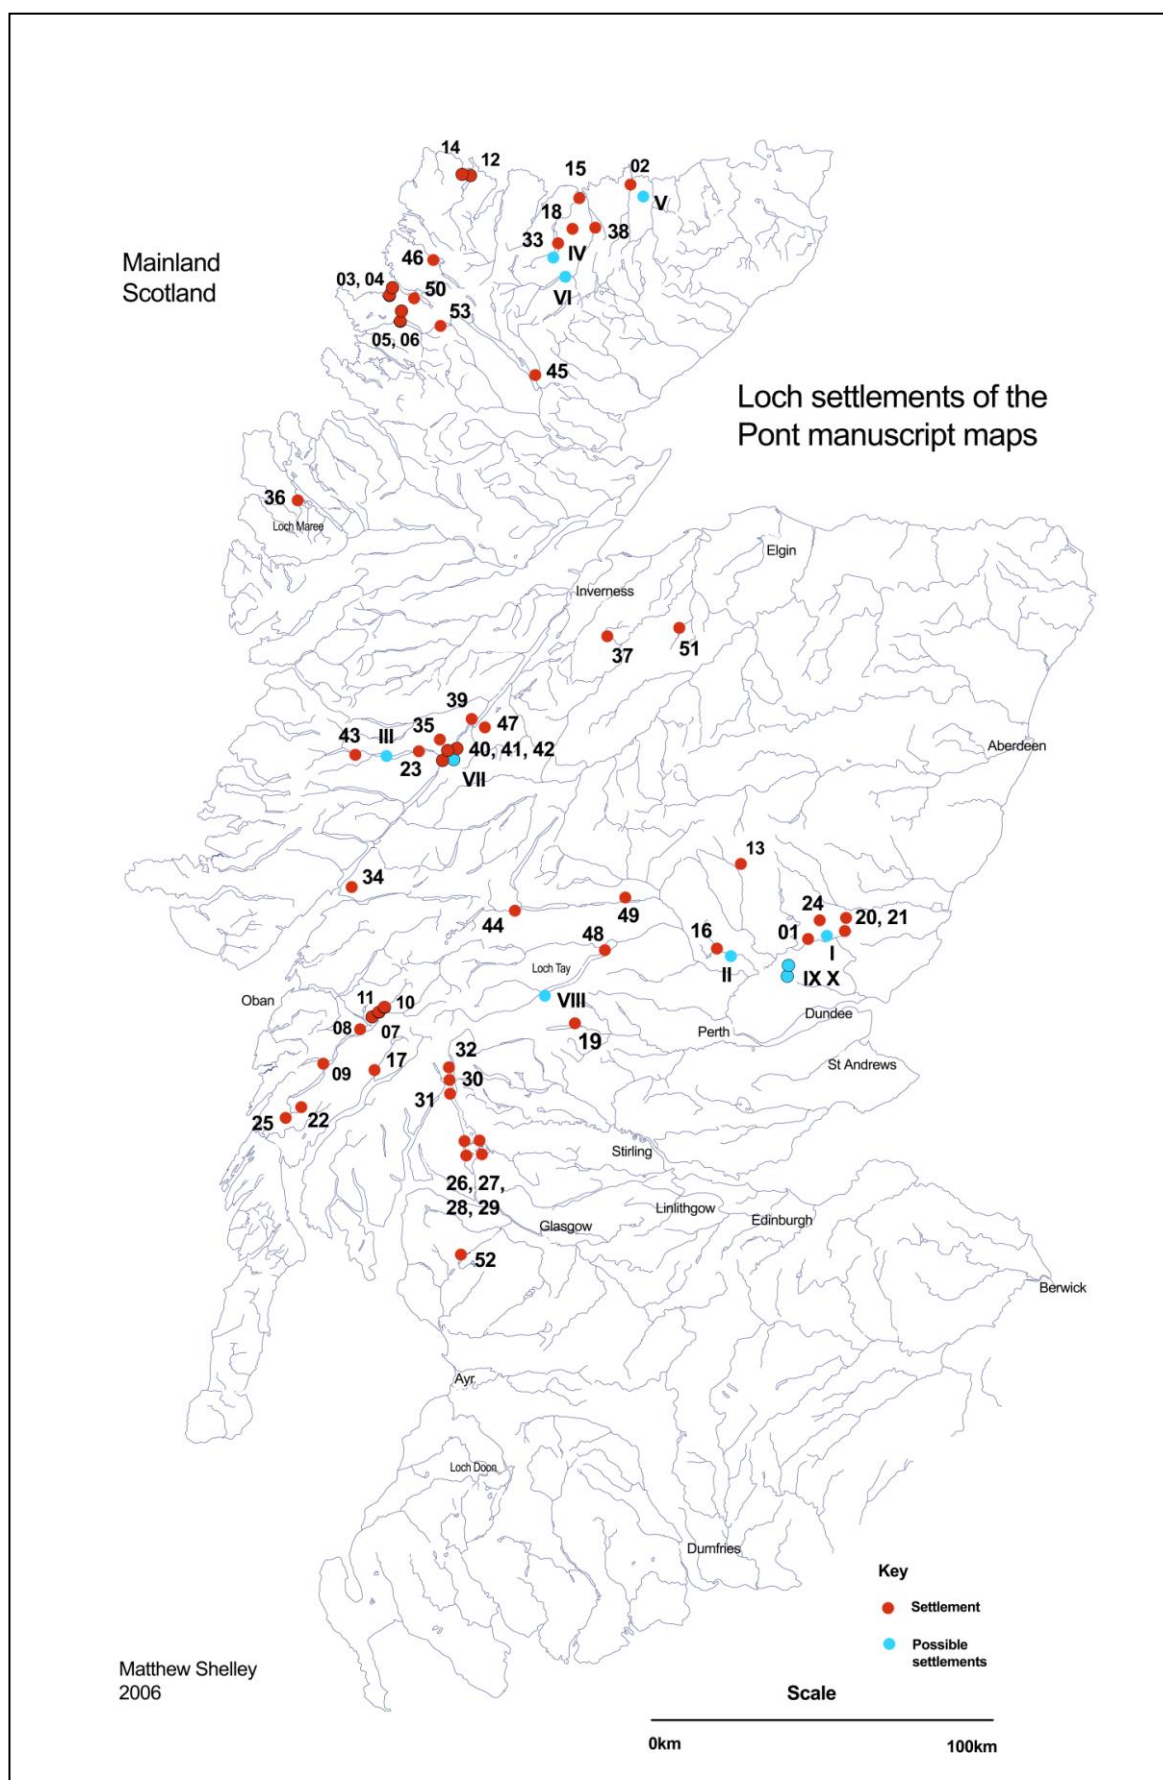 14
12
15
02
V
18
38
33
IV
VI
Mainland
Scotland
46
03, 04
50
53
05, 06
45
Loch settlements of the
Pont manuscript maps
36
Loch Maree
Elgin
Inverness
37
51
39
47
35
43
III
40, 41, 42
23
VII
Aberdeen
13
34
49
24
20, 21
44
16
01
48
I
II
Loch Tay
IX X
VIII
Oban
11
10
Dundee
08
07
Perth
19
32
St Andrews
09
17
30
31
25
22
Stirling
26, 27,
28, 29
Linlithgow
Edinburgh
Glasgow
52
Berwick
Ayr
Loch Doon
Dumfries
Key
Settlement
Possible
settlements
Matthew Shelley
2006
Scale
0km
100km